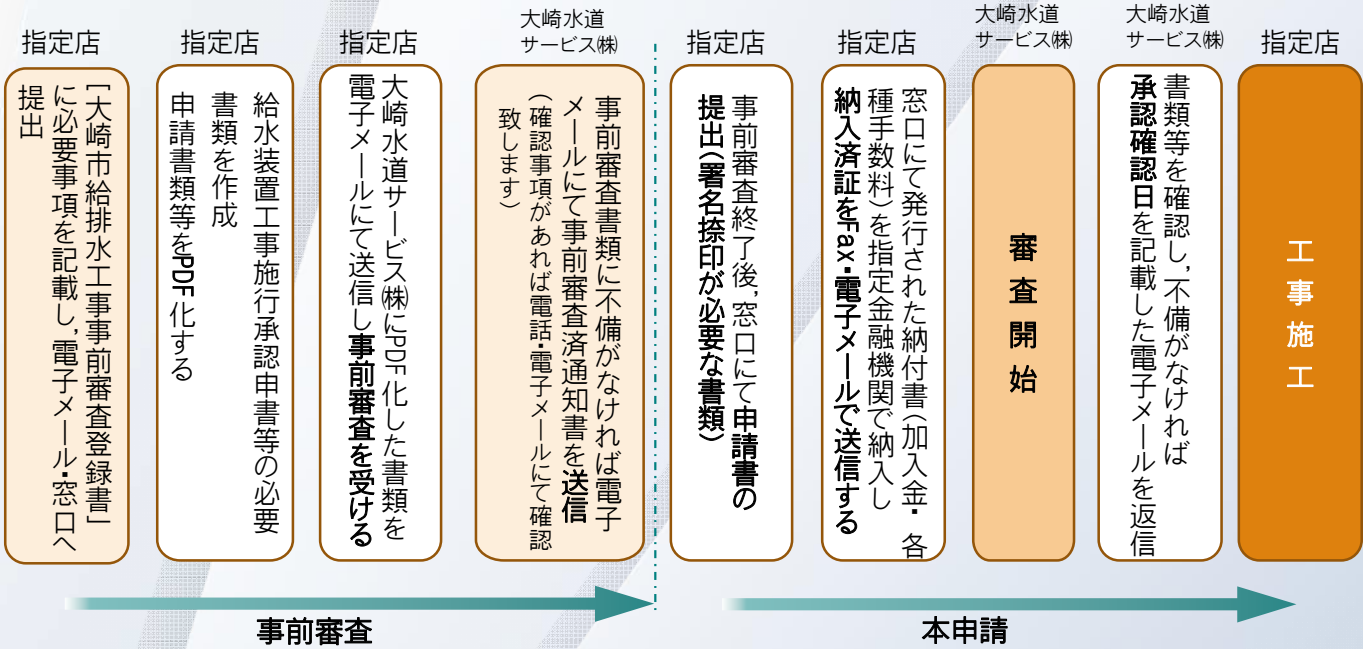 指定店
[大崎市給排水工事事前審査登録書」
に必要事項を記載し,電子メール・窓口へ
提出
指定店
給水装置工事施行承認申書等の必要
書類を作成
申請書類等をPDF化する
指定店
大崎水道サービス㈱にPDF化した書類を
電子メールにて送信し事前審査を受ける
大崎水道
サービス㈱
事前審査書類に不備がなければ電子
メールにて事前審査済通知書を送信
(確認事項があれば電話・電子メールにて確認
致します)
事前審査
指定店
事前審査終了後,窓口にて申請書の
提出(署名捺印が必要な書類)
指定店
窓口にて発行された納付書(加入金・各
種手数料)を指定金融機関で納入し
納入済証をFax・電子メールで送信する
大崎水道
サービス㈱
審査開始
大崎水道
サービス㈱
書類等を確認し,不備がなければ
承認確認日を記載した電子メールを返信
指定店
工事施工
本申請